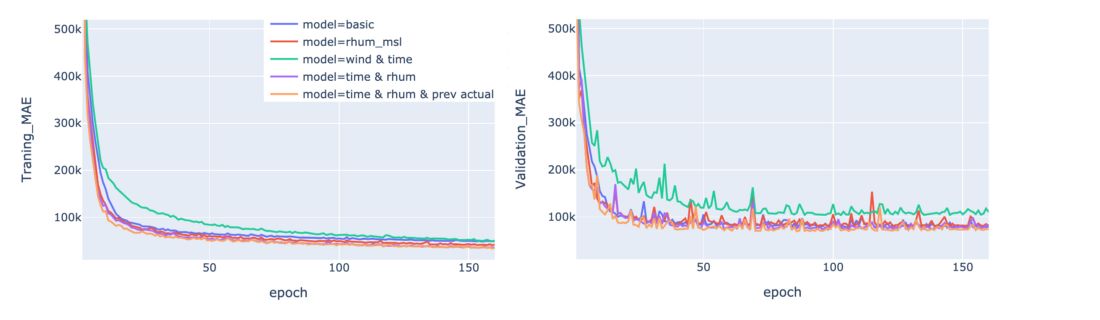 500k
400k
300k
200k
100k
50
100
150
Traning_MAE
epoch
model=basic
model=rhum_msl
model=wind & time
model=time & rhum
model=time & rhum & prev actual
500k
400k
300k
200k
100k
50
100
150
Validation_MAE
epoch